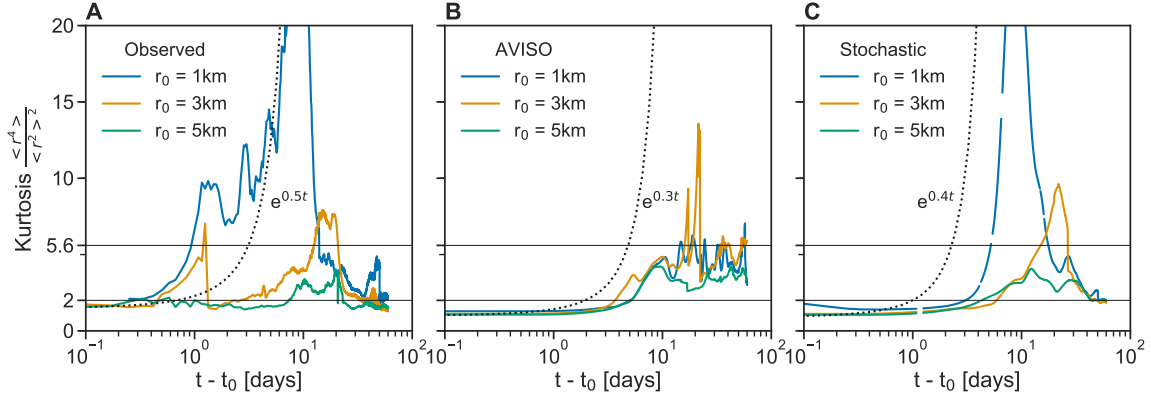 A
20
15
10
5.6
2
0
Kurtosis <r⁴> / <r²>²
Observed
r₀ = 1km
r₀ = 3km
r₀ = 5km
e^0.5t
10⁻¹ 10⁰ 10¹ 10²
t - t₀ [days]
B
AVISO
r₀ = 1km
r₀ = 3km
r₀ = 5km
e^0.3t
10⁻¹ 10⁰ 10¹ 10²
t - t₀ [days]
C
Stochastic
r₀ = 1km
r₀ = 3km
r₀ = 5km
e^0.4t
10⁻¹ 10⁰ 10¹ 10²
t - t₀ [days]